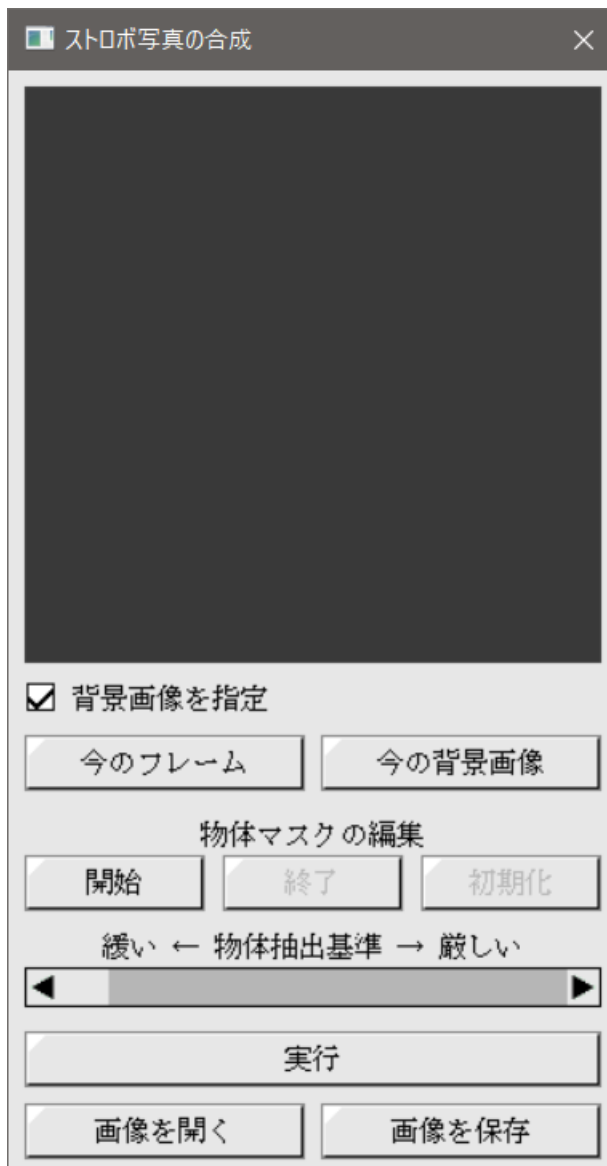 ストロボ写真の合成
背景画像を指定
今のフレーム 今の背景画像
物体マスクの編集
開始 終了 初期化
緩い ← 物体抽出基準 → 厳しい
実行
画像を開く 画像を保存